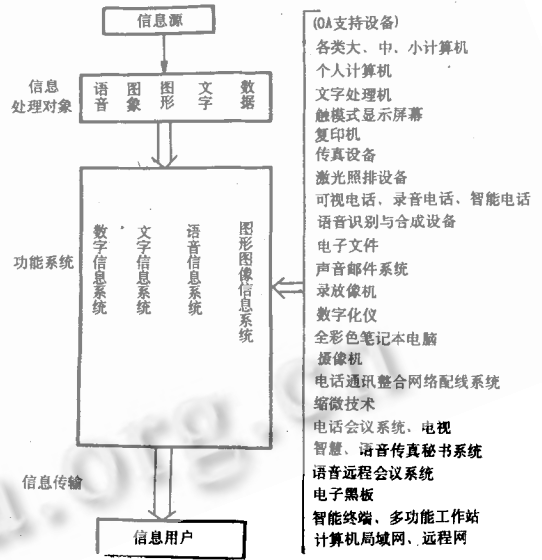 信息源
信息
处理对象
语音 图象 图形 文字 数据
功能系统
数字信息系统
文字信息系统
语音信息系统
图形图像信息系统
信息传输
信息用户
(OA支持设备)
各类大、中、小计算机
个人计算机
文字处理机
触模式显示屏幕
复印机
传真设备
激光照排设备
可视电话、录音电话、智能电话
语音识别与合成设备
电子文件
声音邮件系统
录放像机
数字化仪
全彩色笔记本电脑
摄像机
电话通讯整合网络配线系统
缩微技术
电话会议系统、电视
智慧、语音传真秘书系统
语音远程会议系统
电子黑板
智能终端、多功能工作站
计算机局域网、远程网
u.org.cn